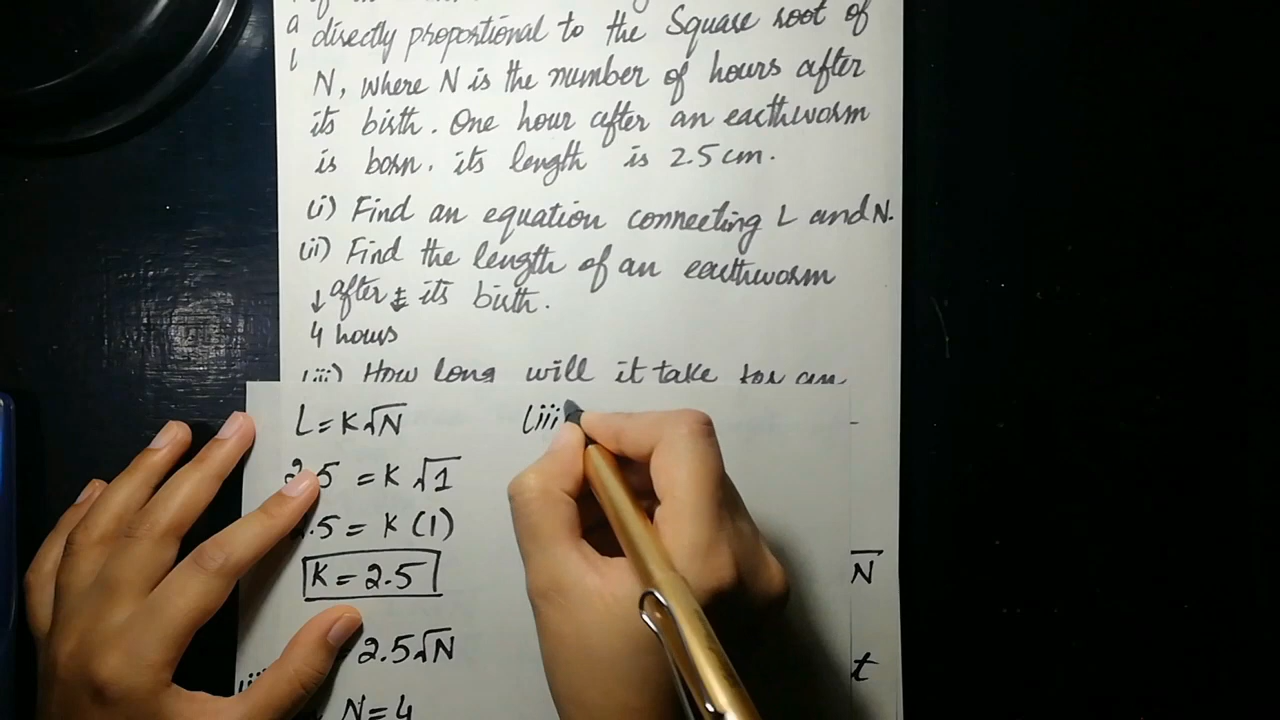 a directly proportional to the Square root of
N, where N is the number of hours after
its birth. One hour after an earthworm
is born, its length is 2.5 cm.
(i) Find an equation connecting L and N.
(ii) Find the length of an earthworm
↓ after its birth.
4 hours
(iii) How long will it take for an
L = K√N
(iii
2.5 = K √1
.5 = K (1)
K = 2.5
N
= 2.5√N
t
N = 4